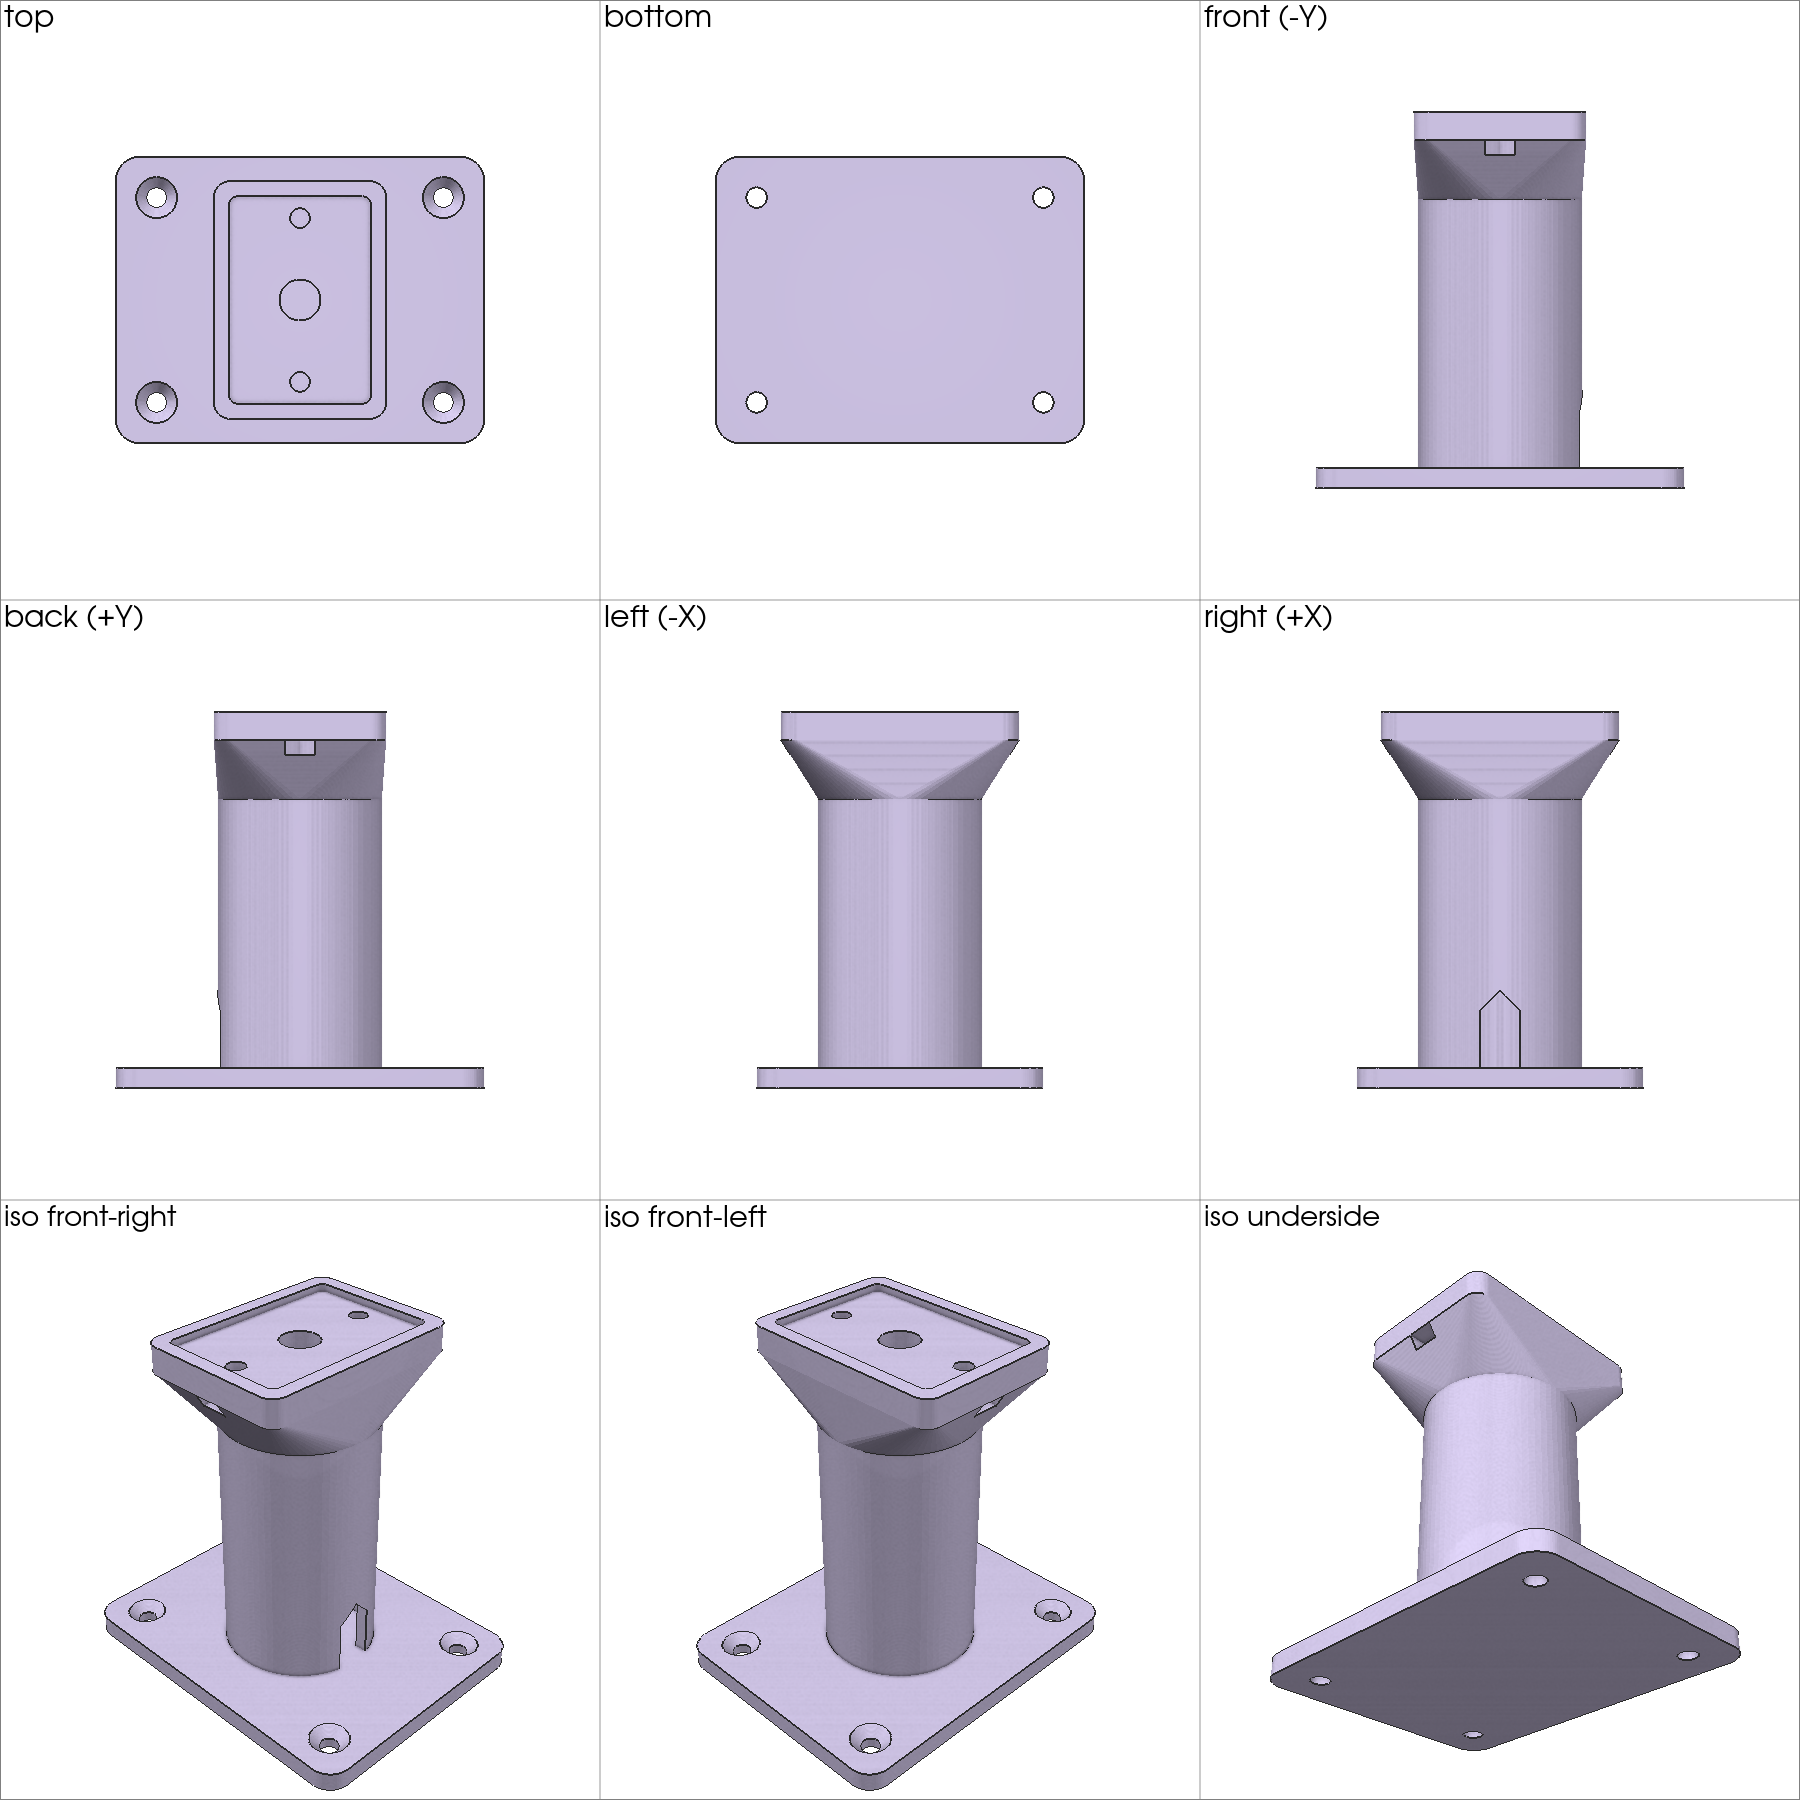 top
bottom
front (-Y)
back (+Y)
left (-X)
right (+X)
iso front-right
iso front-left
iso underside